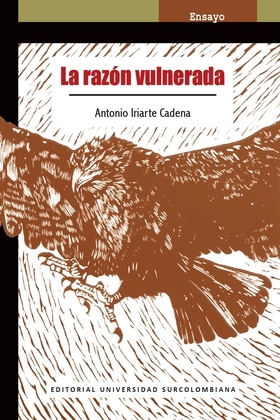 Ensayo
La razón vulnerada
Antonio Iriarte Cadena
EDITORIAL UNIVERSIDAD SURCOLOMBIANA